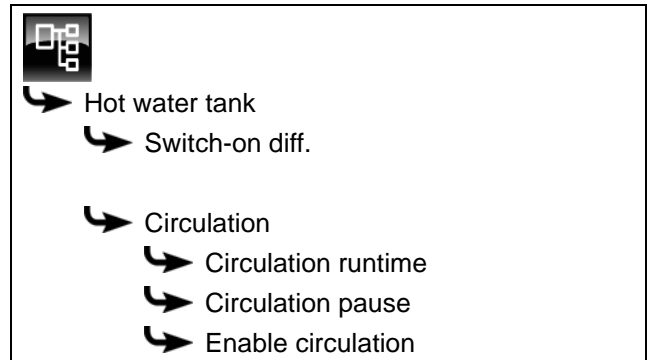 Hot water tank
Switch-on diff.
Circulation
Circulation runtime
Circulation pause
Enable circulation